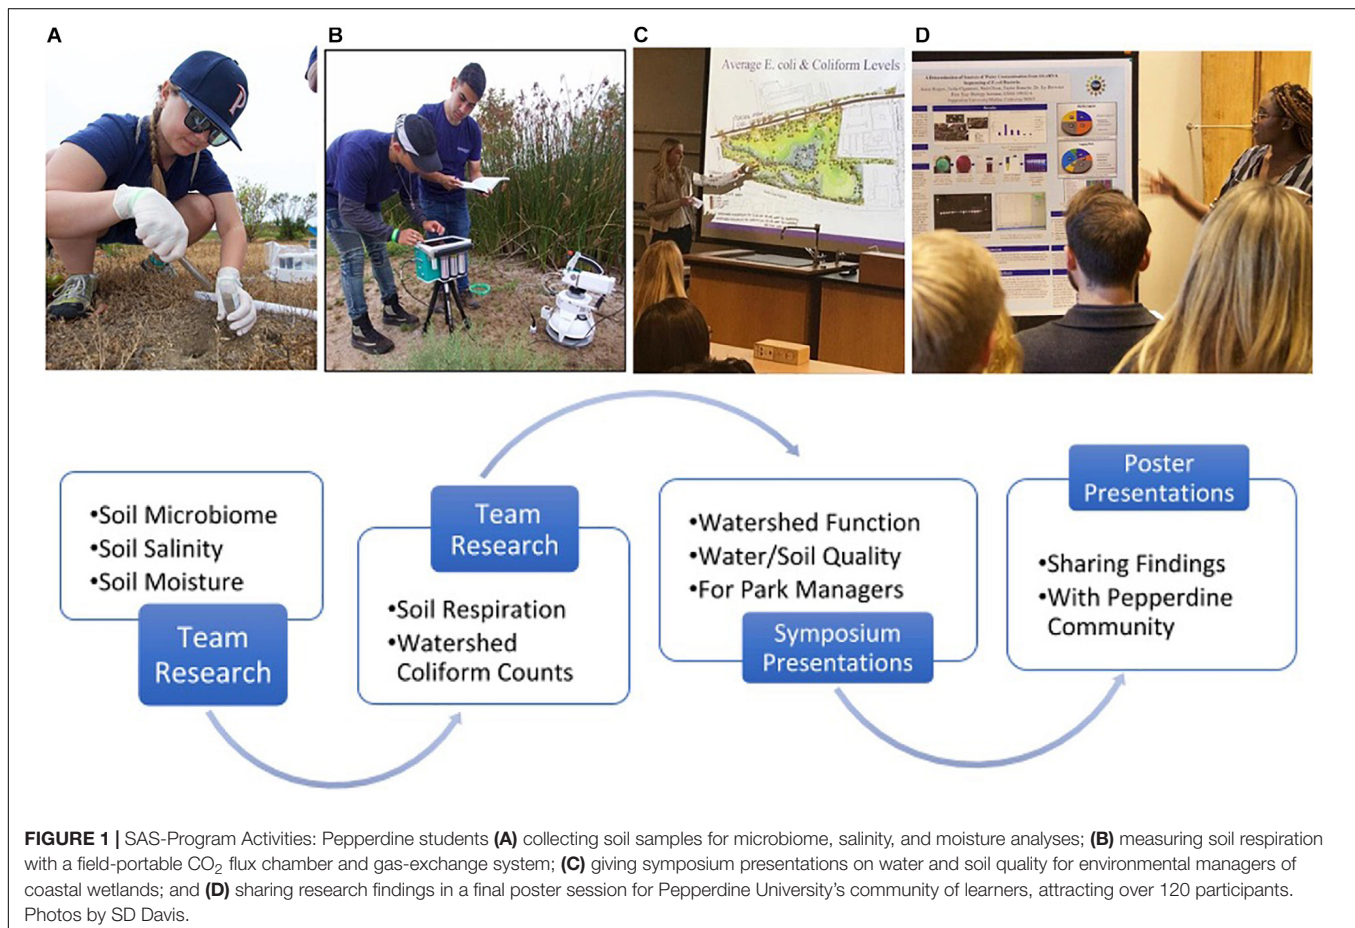 A
B
C
D
Average E. coli & Coliform Levels
•Soil Microbiome
•Soil Salinity
•Soil Moisture
Team
Research
Team
Research
•Soil Respiration
•Watershed
Coliform Counts
•Watershed Function
•Water/Soil Quality
•For Park Managers
Symposium
Presentations
Poster
Presentations
•Sharing Findings
•With Pepperdine
Community
FIGURE 1 | SAS-Program Activities: Pepperdine students (A) collecting soil samples for microbiome, salinity, and moisture analyses; (B) measuring soil respiration
with a field-portable CO₂ flux chamber and gas-exchange system; (C) giving symposium presentations on water and soil quality for environmental managers of
coastal wetlands; and (D) sharing research findings in a final poster session for Pepperdine University's community of learners, attracting over 120 participants.
Photos by SD Davis.